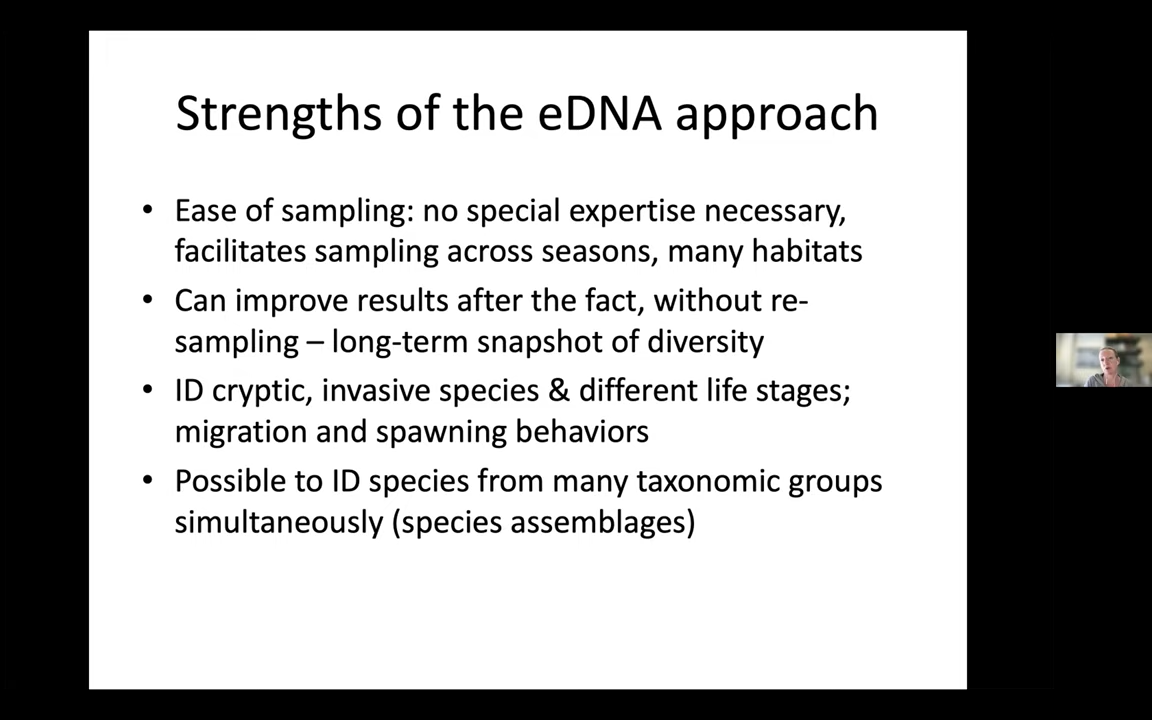 Strengths of the eDNA approach
• Ease of sampling: no special expertise necessary,
facilitates sampling across seasons, many habitats
• Can improve results after the fact, without re-
sampling – long-term snapshot of diversity
• ID cryptic, invasive species & different life stages;
migration and spawning behaviors
• Possible to ID species from many taxonomic groups
simultaneously (species assemblages)